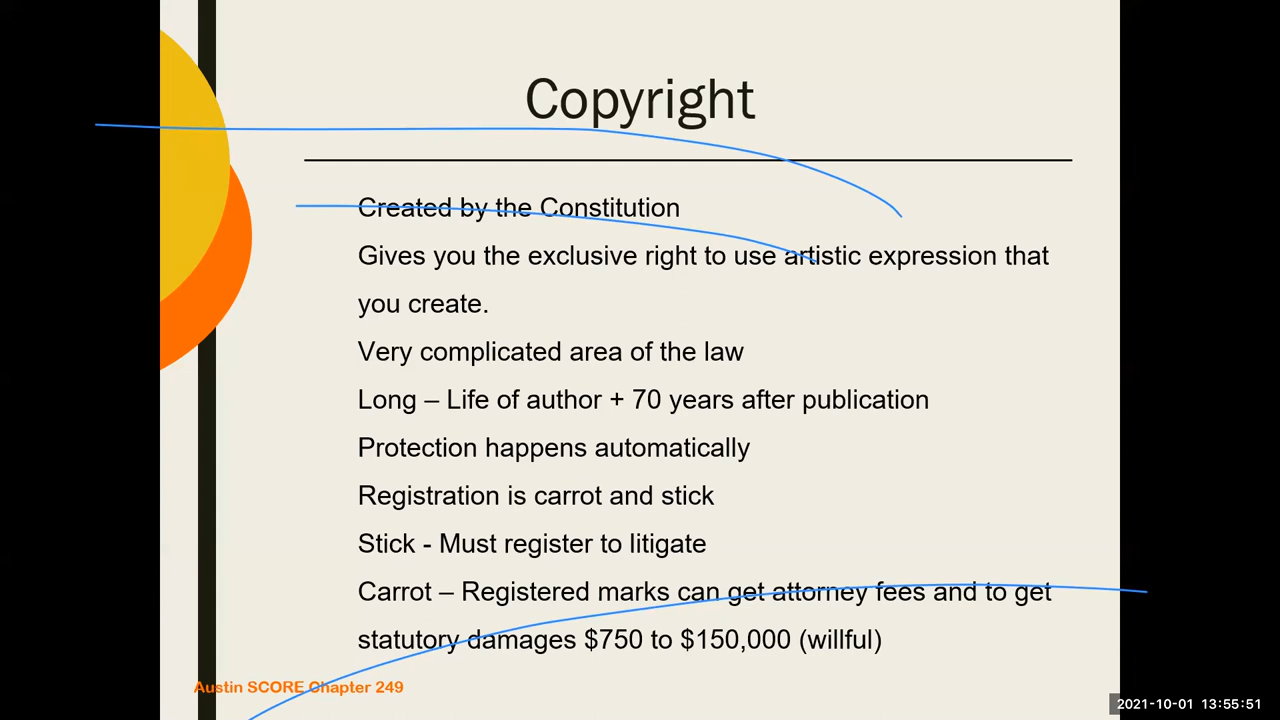 Copyright
Created by the Constitution
Gives you the exclusive right to use artistic expression that
you create.
Very complicated area of the law
Long – Life of author + 70 years after publication
Protection happens automatically
Registration is carrot and stick
Stick - Must register to litigate
Carrot – Registered marks can get attorney fees and to get
statutory damages $750 to $150,000 (willful)
Austin SCORE Chapter 249
2021-10-01 13:55:51